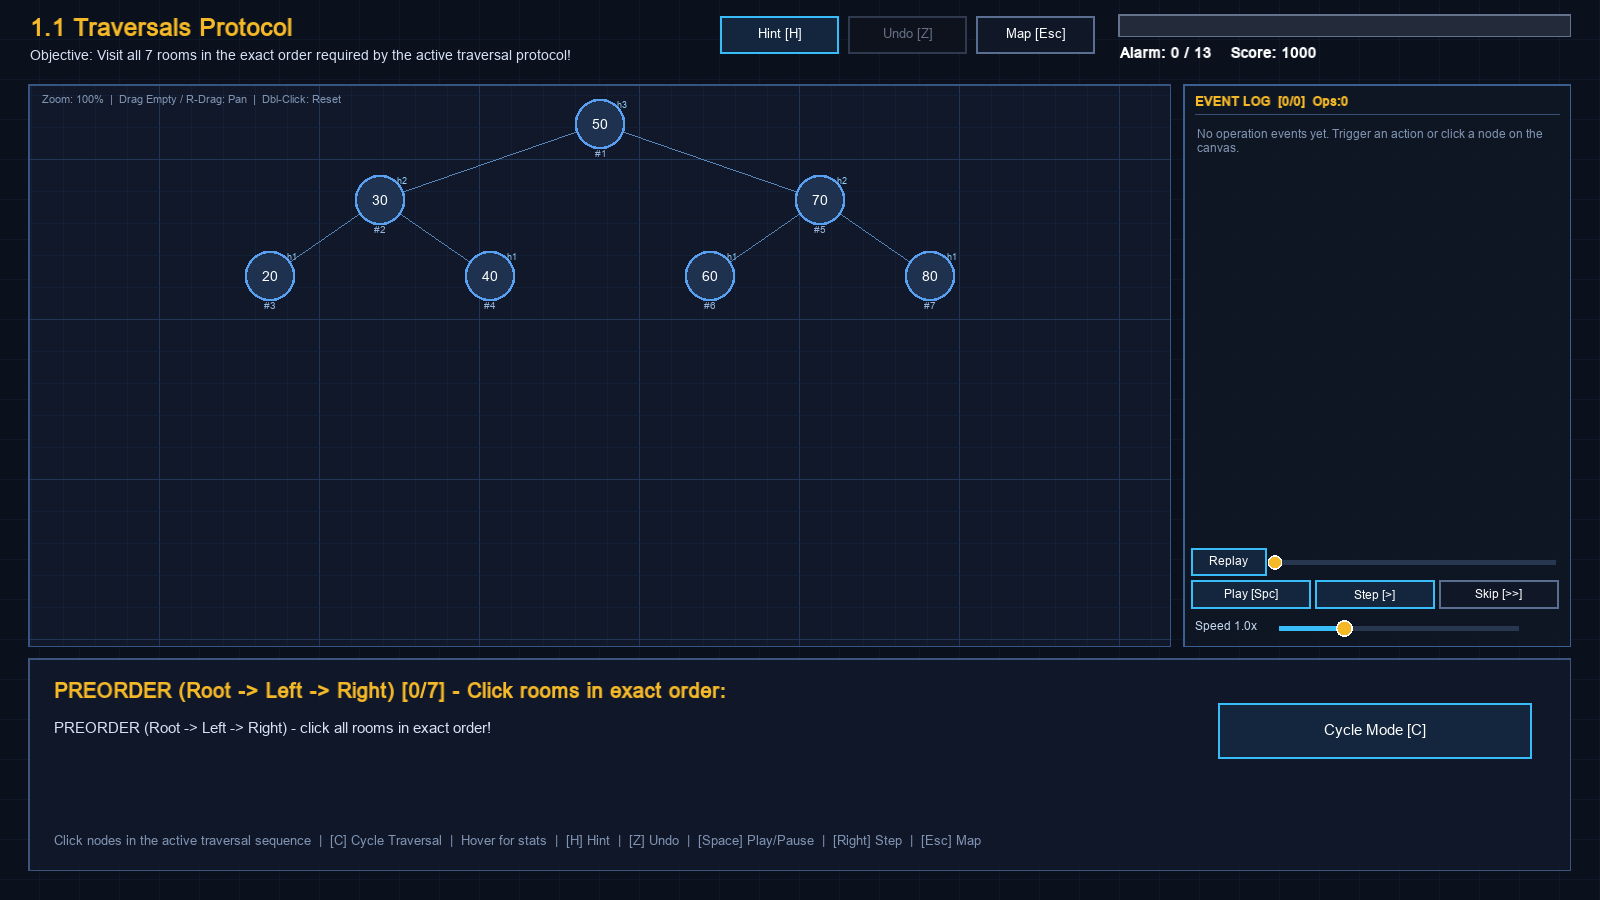 1.1 Traversals Protocol
Objective: Visit all 7 rooms in the exact order required by the active traversal protocol!
Hint [H]
Undo [Z]
Map [Esc]
Alarm: 0 / 13 Score: 1000
Zoom: 100% | Drag Empty / R-Drag: Pan | Dbl-Click: Reset
h3
50
#1
h2
30
#2
h2
70
#5
h1
20
#3
h1
40
#4
h1
60
#6
h1
80
#7
EVENT LOG [0/0] Ops:0
No operation events yet. Trigger an action or click a node on the
canvas.
Replay
Play [Spc]
Step [>]
Skip [>>]
Speed 1.0x
PREORDER (Root -> Left -> Right) [0/7] - Click rooms in exact order:
PREORDER (Root -> Left -> Right) - click all rooms in exact order!
Cycle Mode [C]
Click nodes in the active traversal sequence | [C] Cycle Traversal | Hover for stats | [H] Hint | [Z] Undo | [Space] Play/Pause | [Right] Step | [Esc] Map